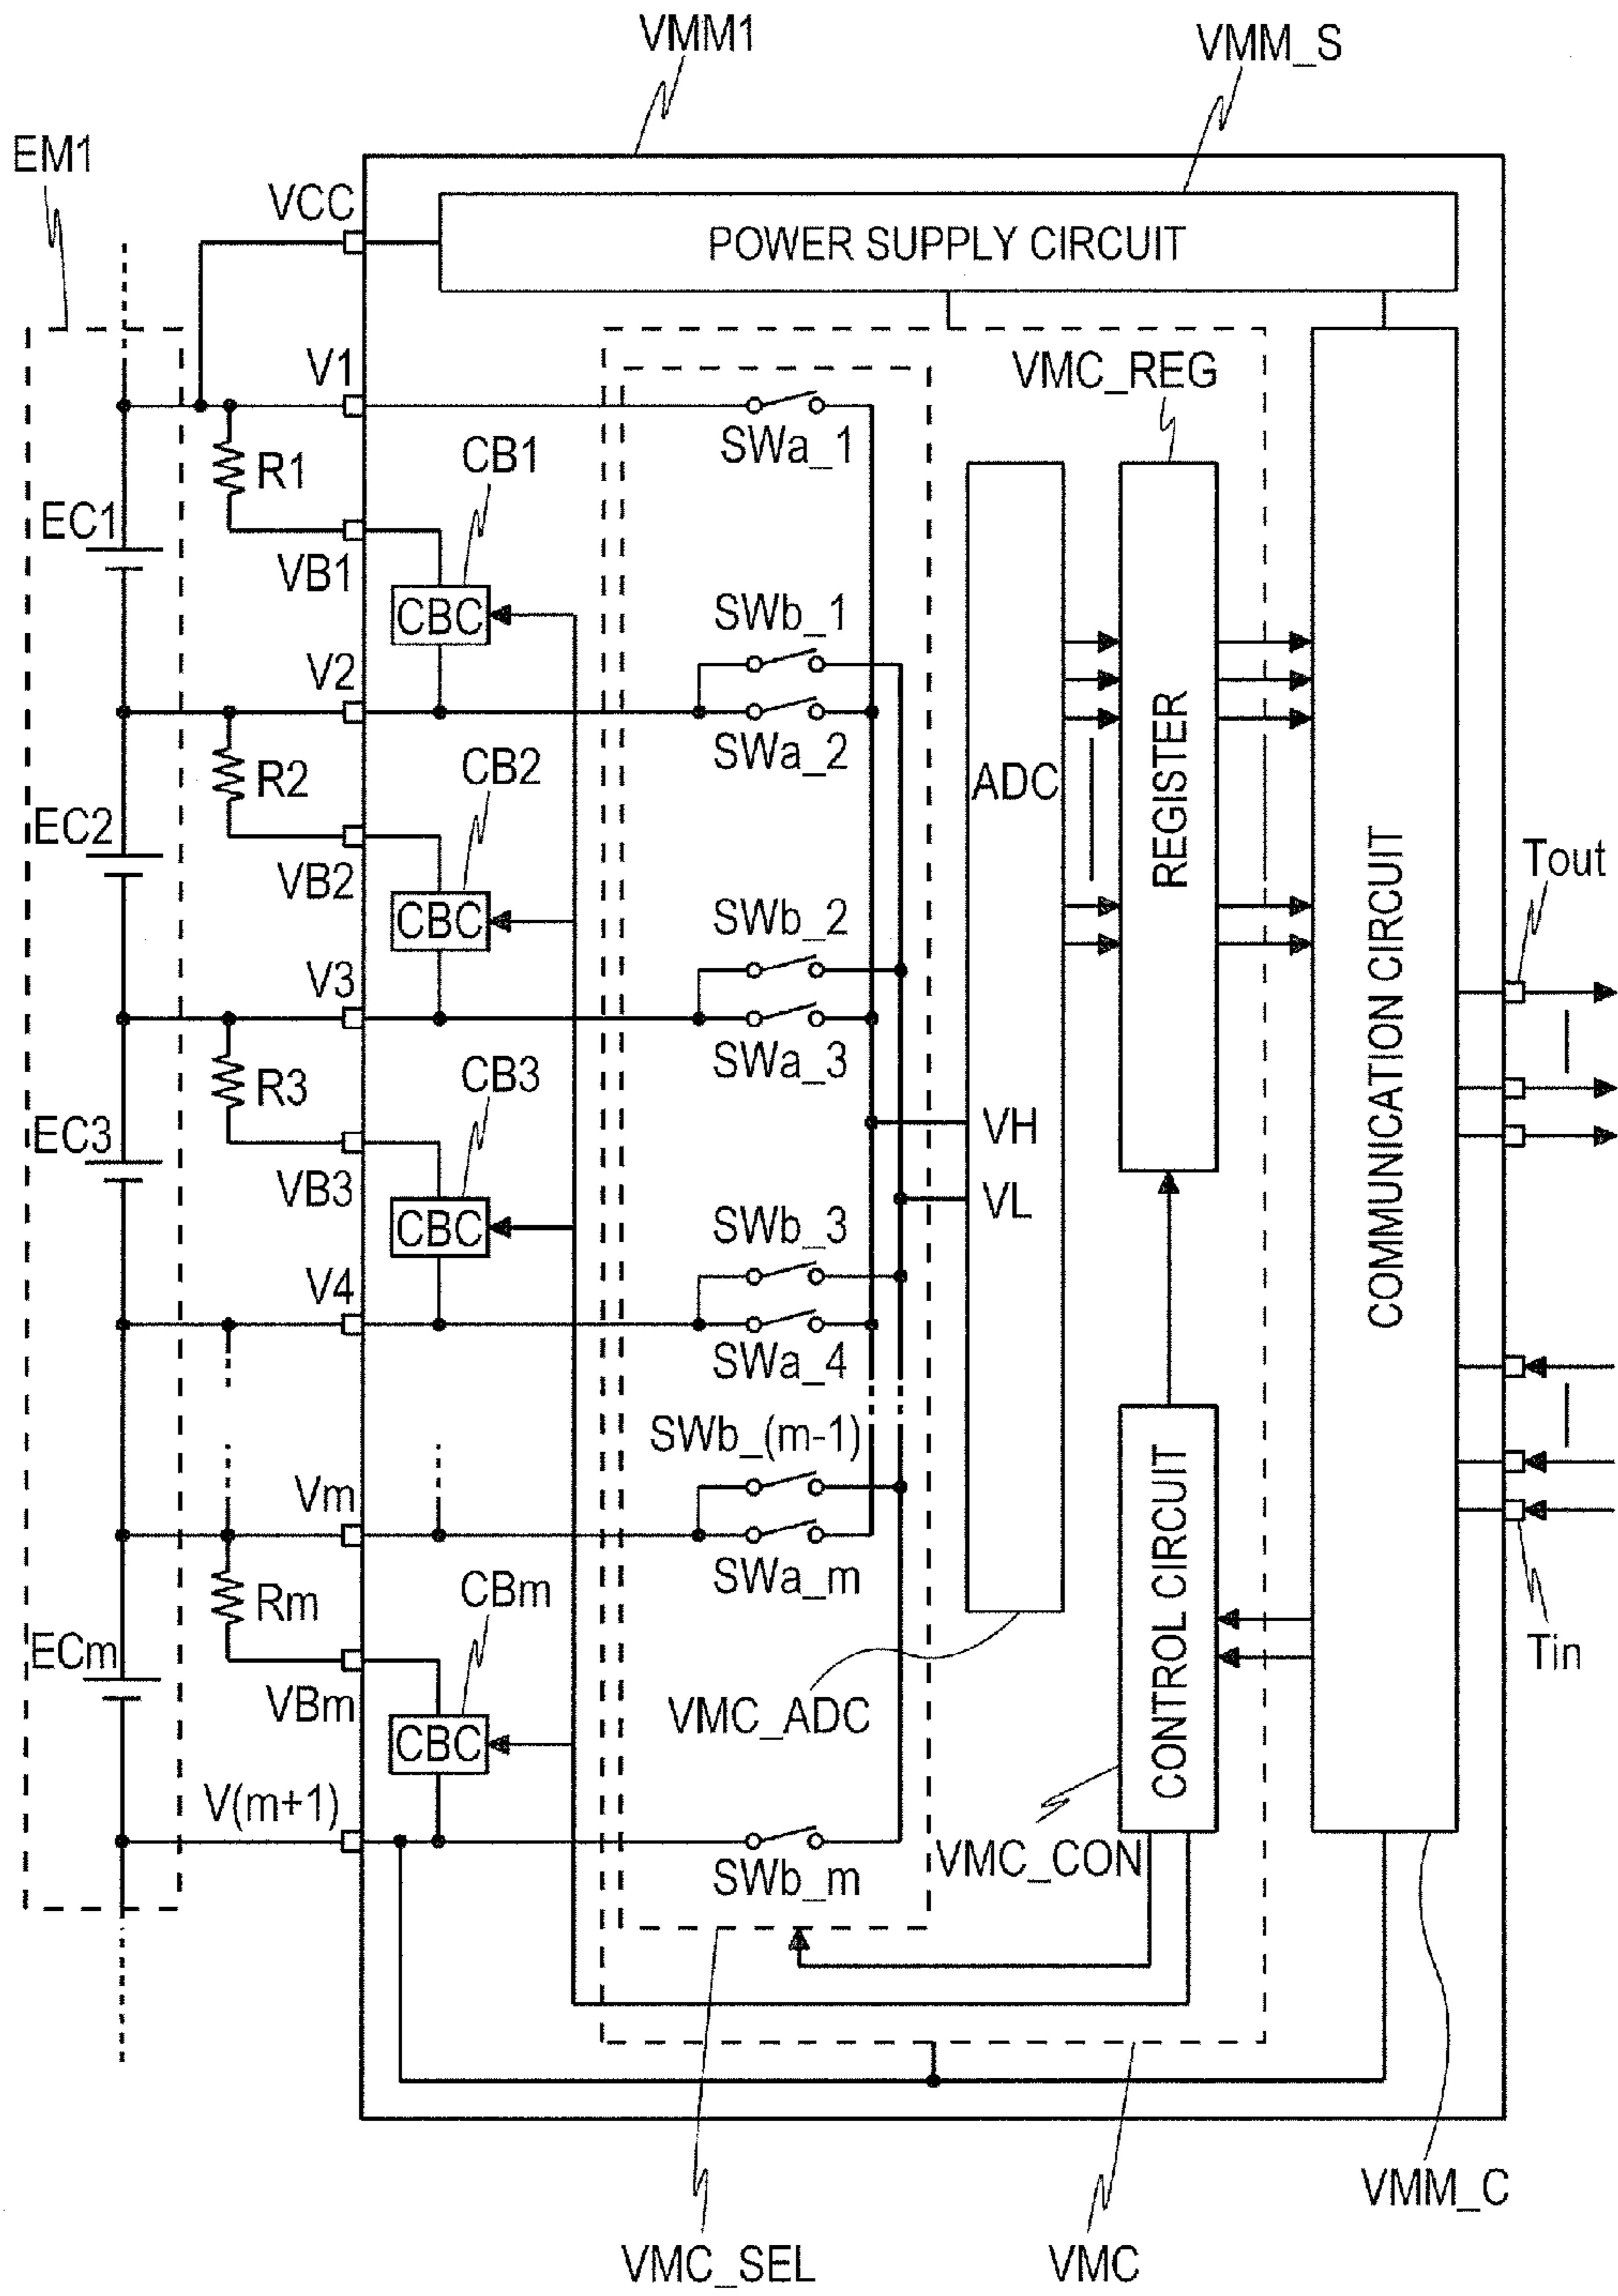 VMM1
VMM_S
EM1
VCC
POWER SUPPLY CIRCUIT
V1
VMC_REG
SWa_1
CB1
R1
EC1
VB1
CBC
SWb_1
V2
SWa_2
CB2
R2
ADC
REGISTER
EC2
VB2
CBC
SWb_2
COMMUNICATION CIRCUIT
Tout
V3
SWa_3
CB3
R3
VH
EC3
VB3
CBC
VL
SWb_3
V4
SWa_4
SWb_(m-1)
CONTROL CIRCUIT
Vm
SWa_m
CBm
Rm
ECm
Tin
VBm
VMC_ADC
CBC
V(m+1)
VMC_CON
SWb_m
VMM_C
VMC_SEL
VMC